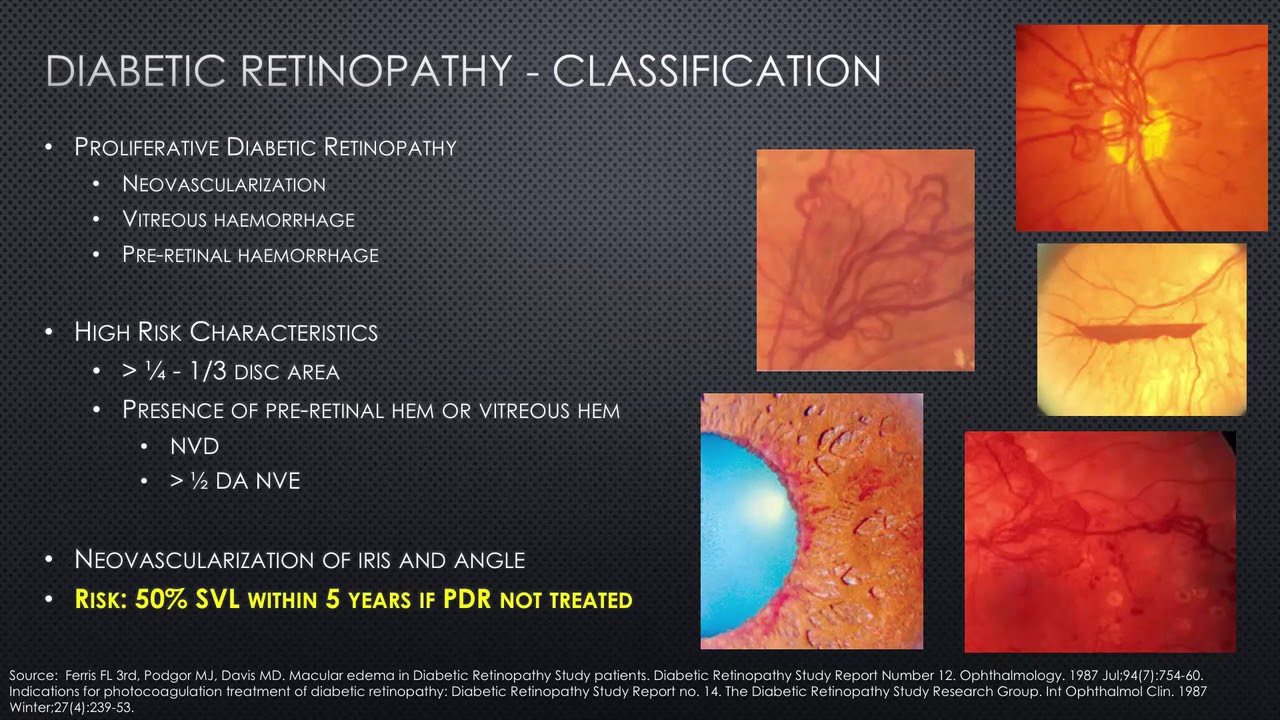 DIABETIC RETINOPATHY - CLASSIFICATION
• PROLIFERATIVE DIABETIC RETINOPATHY
• NEOVASCULARIZATION
• VITREOUS HAEMORRHAGE
• PRE-RETINAL HAEMORRHAGE
• HIGH RISK CHARACTERISTICS
• > ¼ - 1/3 DISC AREA
• PRESENCE OF PRE-RETINAL HEM OR VITREOUS HEM
• NVD
• > ½ DA NVE
• NEOVASCULARIZATION OF IRIS AND ANGLE
• RISK: 50% SVL WITHIN 5 YEARS IF PDR NOT TREATED
Source: Ferris FL 3rd, Podgor MJ, Davis MD. Macular edema in Diabetic Retinopathy Study patients. Diabetic Retinopathy Study Report Number 12. Ophthalmology. 1987 Jul;94(7):754-60.
Indications for photocoagulation treatment of diabetic retinopathy: Diabetic Retinopathy Study Report no. 14. The Diabetic Retinopathy Study Research Group. Int Ophthalmol Clin. 1987
Winter;27(4):239-53.